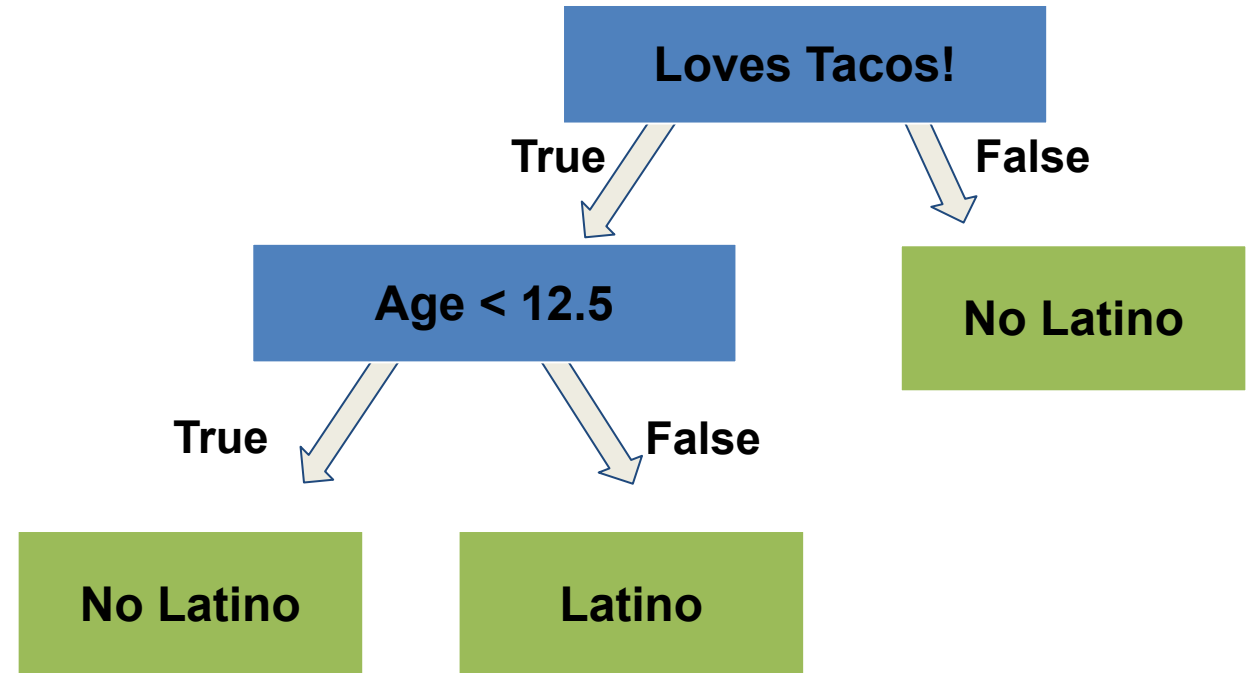 Loves Tacos!
True
False
Age < 12.5
No Latino
True
False
No Latino
Latino